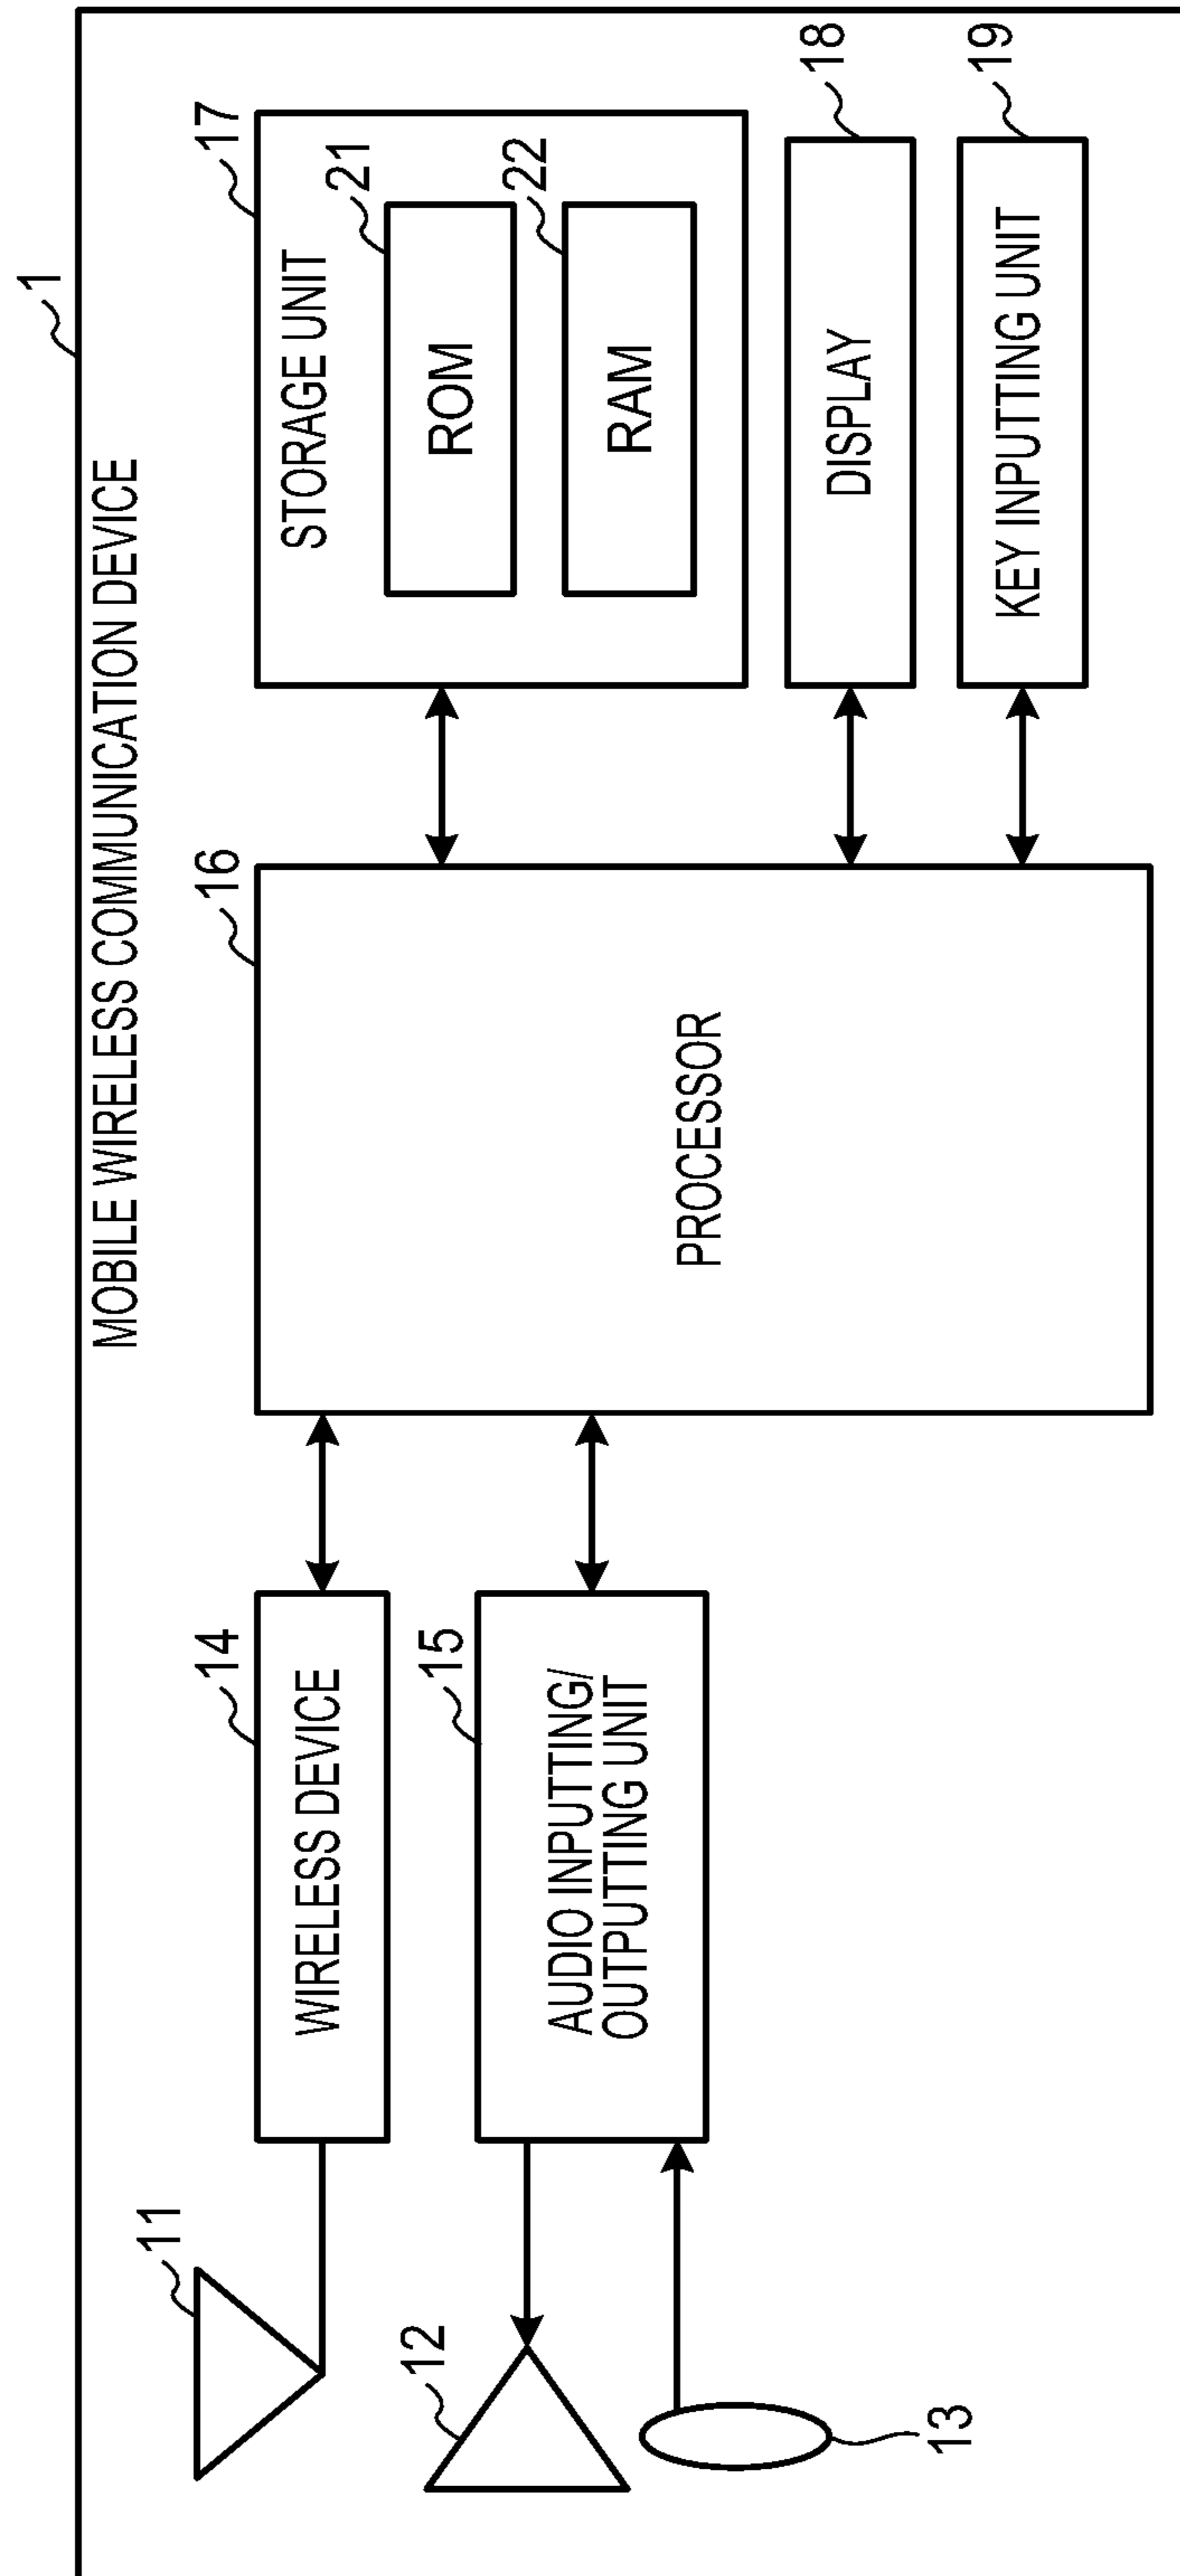 1
MOBILE WIRELESS COMMUNICATION DEVICE
11
14
WIRELESS DEVICE
12
15
AUDIO INPUTTING/
OUTPUTTING UNIT
13
16
PROCESSOR
17
STORAGE UNIT
21
ROM
22
RAM
18
DISPLAY
19
KEY INPUTTING UNIT